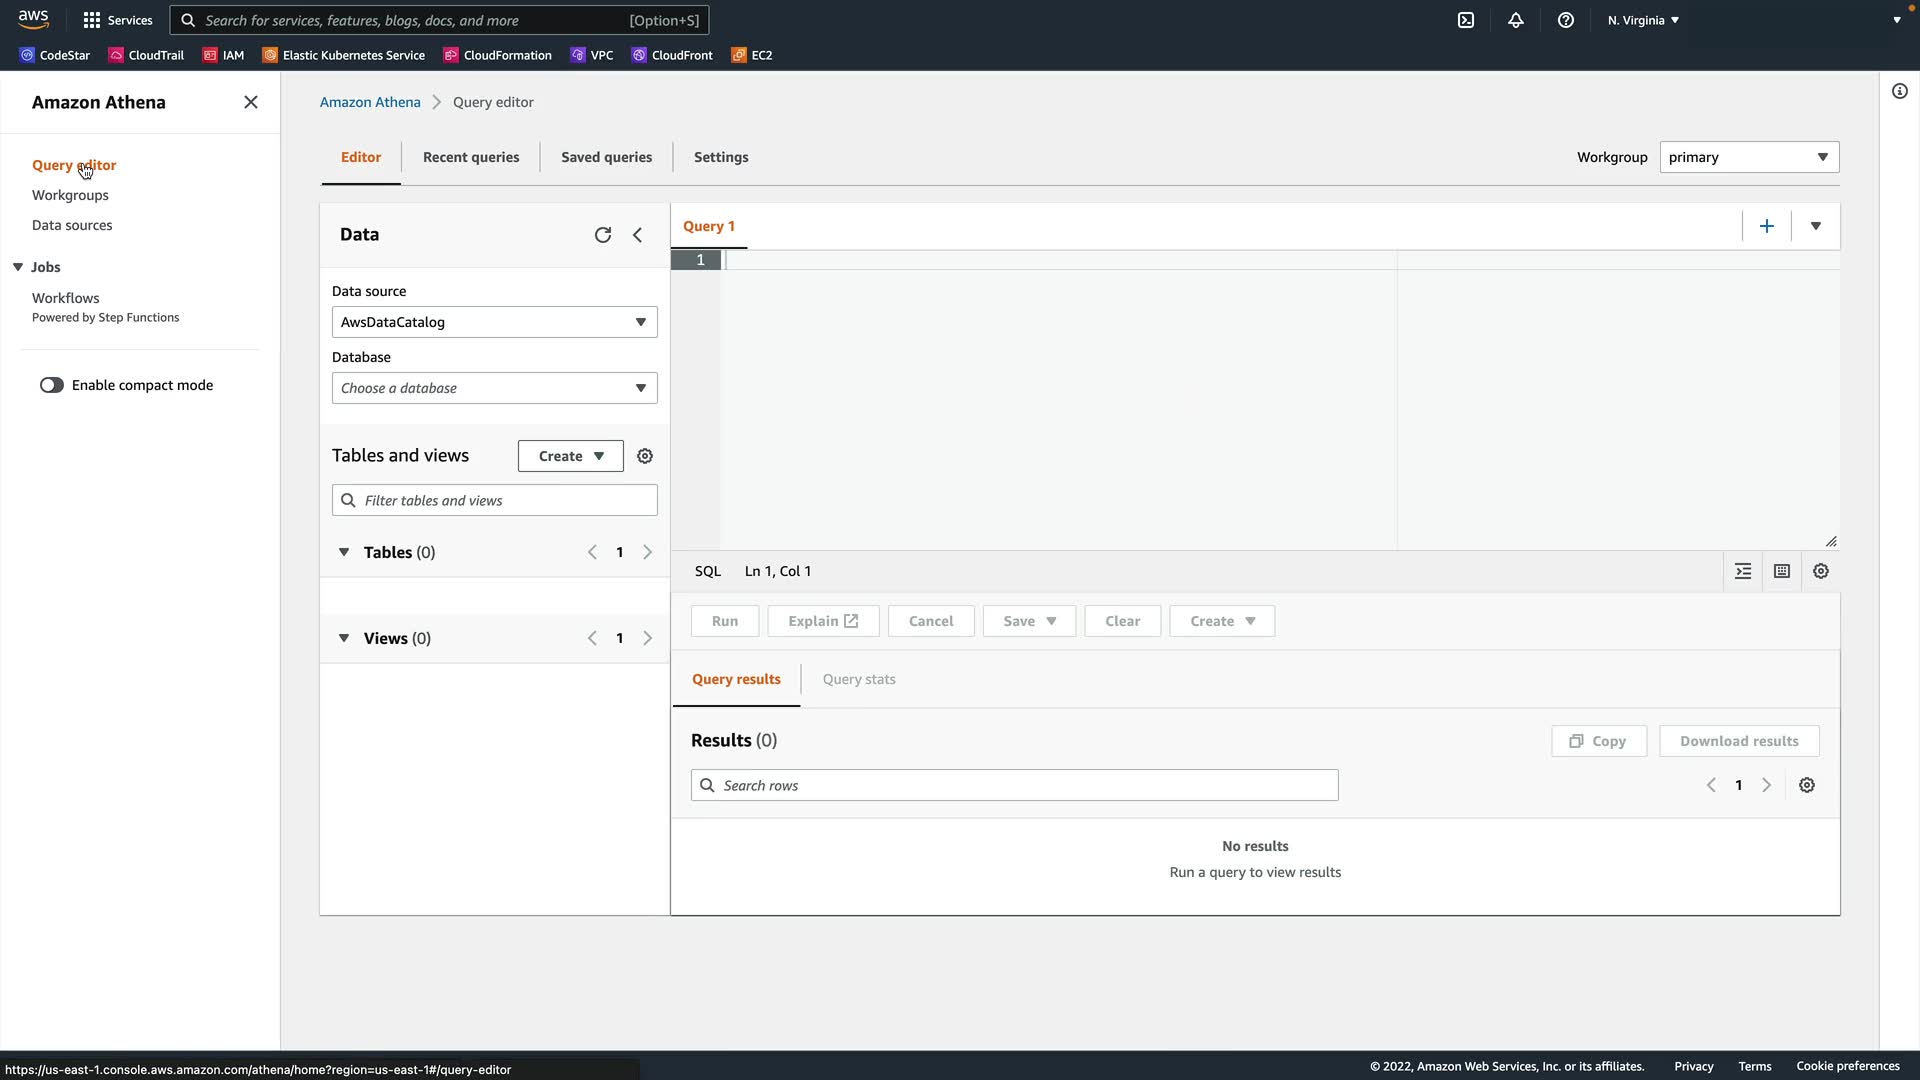 aws
Services
Search for services, features, blogs, docs, and more
[Option+S]
N. Virginia
CodeStar
CloudTrail
IAM
Elastic Kubernetes Service
CloudFormation
VPC
CloudFront
EC2
Amazon Athena
Query editor
Workgroups
Data sources
Jobs
Workflows
Powered by Step Functions
Enable compact mode
Amazon Athena
Query editor
Editor
Recent queries
Saved queries
Settings
Workgroup
primary
Data
Data source
AwsDataCatalog
Database
Choose a database
Tables and views
Create
Filter tables and views
Tables (0)
1
Views (0)
1
Query 1
1
SQL
Ln 1, Col 1
Run
Explain
Cancel
Save
Clear
Create
Query results
Query stats
Results (0)
Copy
Download results
Search rows
1
No results
Run a query to view results
https://us-east-1.console.aws.amazon.com/athena/home?region=us-east-1#/query-editor
© 2022, Amazon Web Services, Inc. or its affiliates.
Privacy
Terms
Cookie preferences